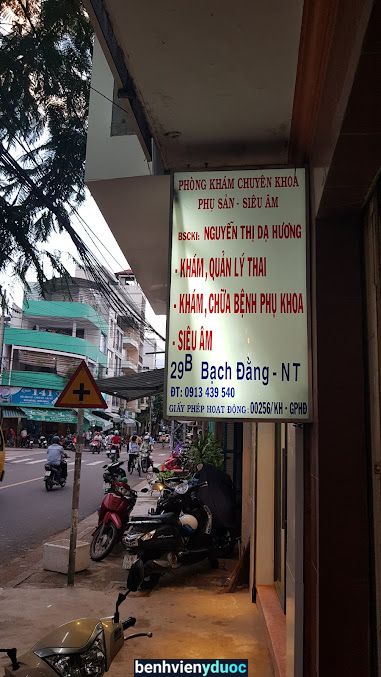 PHÒNG KHÁM CHUYÊN KHOA
PHỤ SẢN - SIÊU ÂM
BSCKI: NGUYỄN THỊ DẠ HƯƠNG
- KHÁM, QUẢN LÝ THAI
- KHÁM, CHỮA BỆNH PHỤ KHOA
- SIÊU ÂM
29B Bạch Đằng - NT
ĐT: 0913 439 540
GIẤY PHÉP HOẠT ĐỘNG: 00256/KH - GPHĐ
141
benhvienyduoc